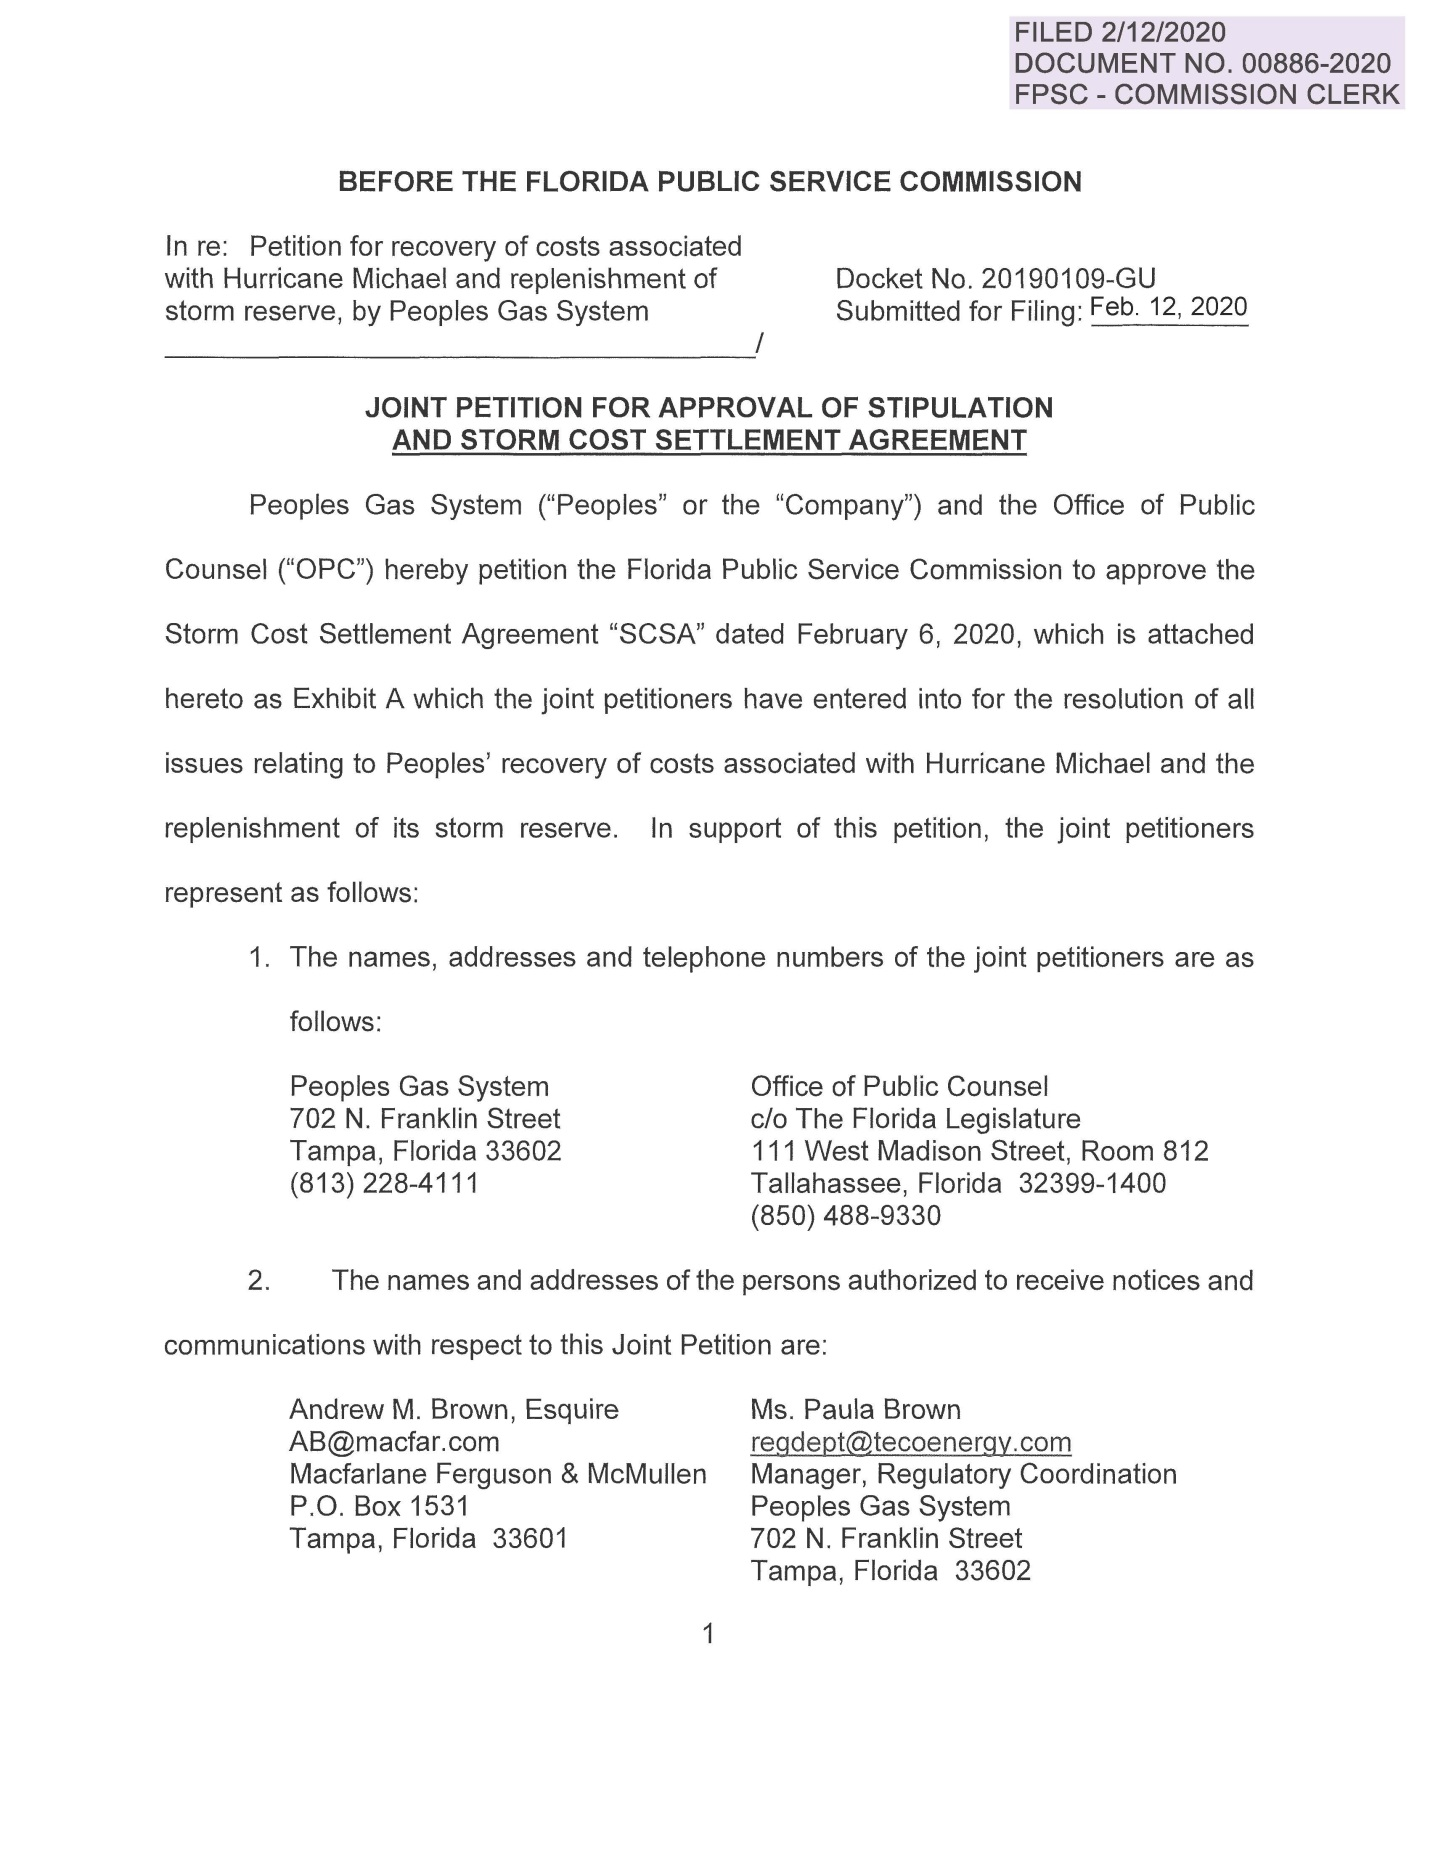 FILED 2/12/2020
DOCUMENT NO. 00886-2020
FPSC - COMMISSION CLERK
BEFORE THE FLORIDA PUBLIC SERVICE COMMISSION
In re: Petition for recovery of costs associated
with Hurricane Michael and replenishment of
storm reserve, by Peoples Gas System
/
Docket No. 20190109-GU
Submitted for Filing: Feb. 12, 2020
JOINT PETITION FOR APPROVAL OF STIPULATION
AND STORM COST SETTLEMENT AGREEMENT
Peoples Gas System (“Peoples” or the “Company”) and the Office of Public
Counsel (“OPC”) hereby petition the Florida Public Service Commission to approve the
Storm Cost Settlement Agreement “SCSA” dated February 6, 2020, which is attached
hereto as Exhibit A which the joint petitioners have entered into for the resolution of all
issues relating to Peoples’ recovery of costs associated with Hurricane Michael and the
replenishment of its storm reserve. In support of this petition, the joint petitioners
represent as follows:
1. The names, addresses and telephone numbers of the joint petitioners are as
follows:
Peoples Gas System
702 N. Franklin Street
Tampa, Florida 33602
(813) 228-4111
Office of Public Counsel
c/o The Florida Legislature
111 West Madison Street, Room 812
Tallahassee, Florida 32399-1400
(850) 488-9330
2. The names and addresses of the persons authorized to receive notices and
communications with respect to this Joint Petition are:
Andrew M. Brown, Esquire
AB@macfar.com
Macfarlane Ferguson & McMullen
P.O. Box 1531
Tampa, Florida 33601
Ms. Paula Brown
regdept@tecoenergy.com
Manager, Regulatory Coordination
Peoples Gas System
702 N. Franklin Street
Tampa, Florida 33602
1